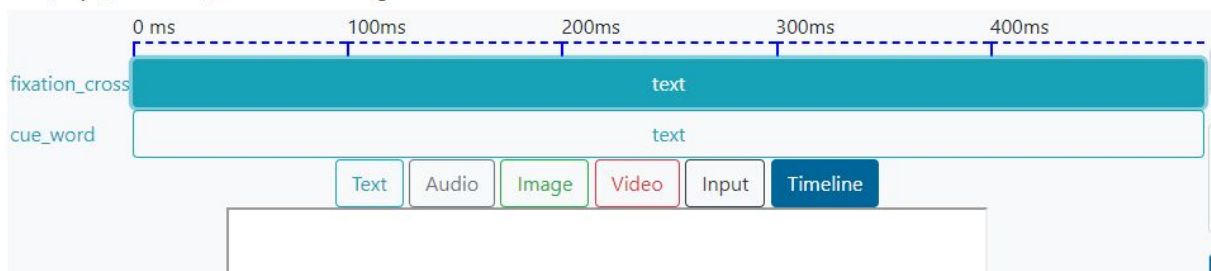 0 ms 100ms 200ms 300ms 400ms
fixation_cross text
cue_word text
Text Audio Image Video Input Timeline